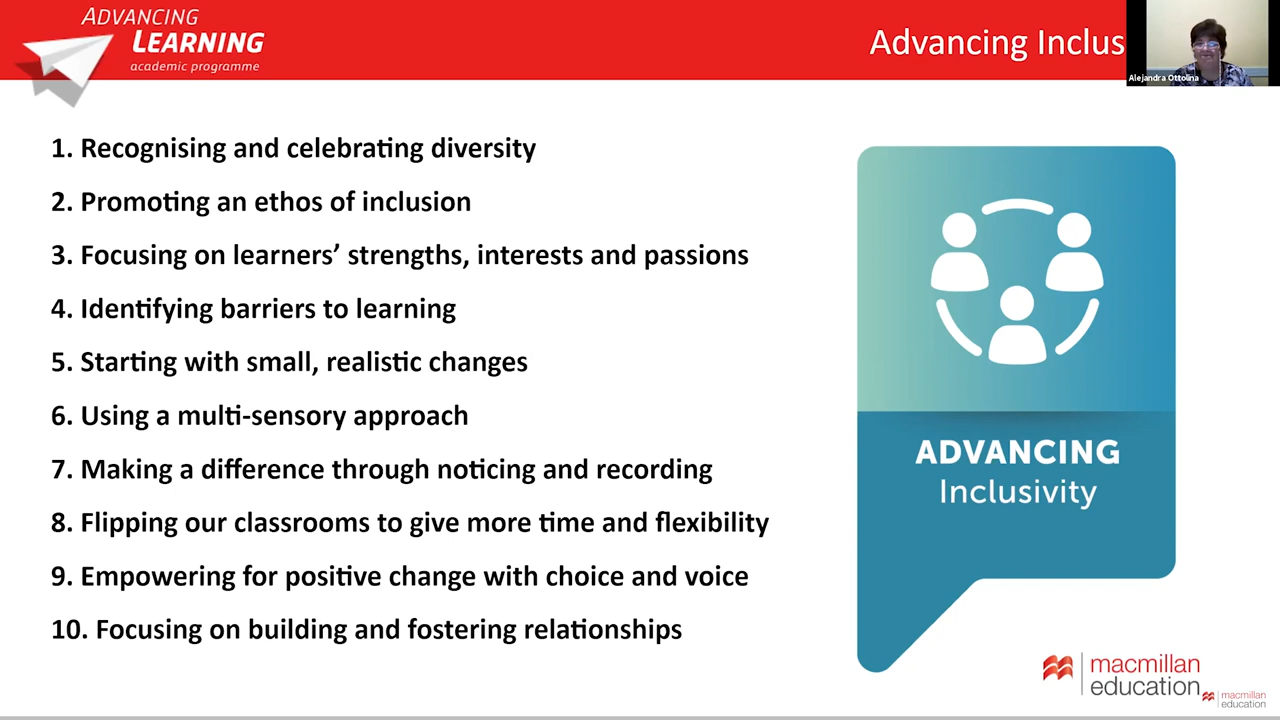 ADVANCING
LEARNING
academic programme
Advancing Inclus
Alejandra Ottolina
1. Recognising and celebrating diversity
2. Promoting an ethos of inclusion
3. Focusing on learners’ strengths, interests and passions
4. Identifying barriers to learning
5. Starting with small, realistic changes
6. Using a multi-sensory approach
7. Making a difference through noticing and recording
8. Flipping our classrooms to give more time and flexibility
9. Empowering for positive change with choice and voice
10. Focusing on building and fostering relationships
ADVANCING
Inclusivity
macmillan
education
macmillan
education